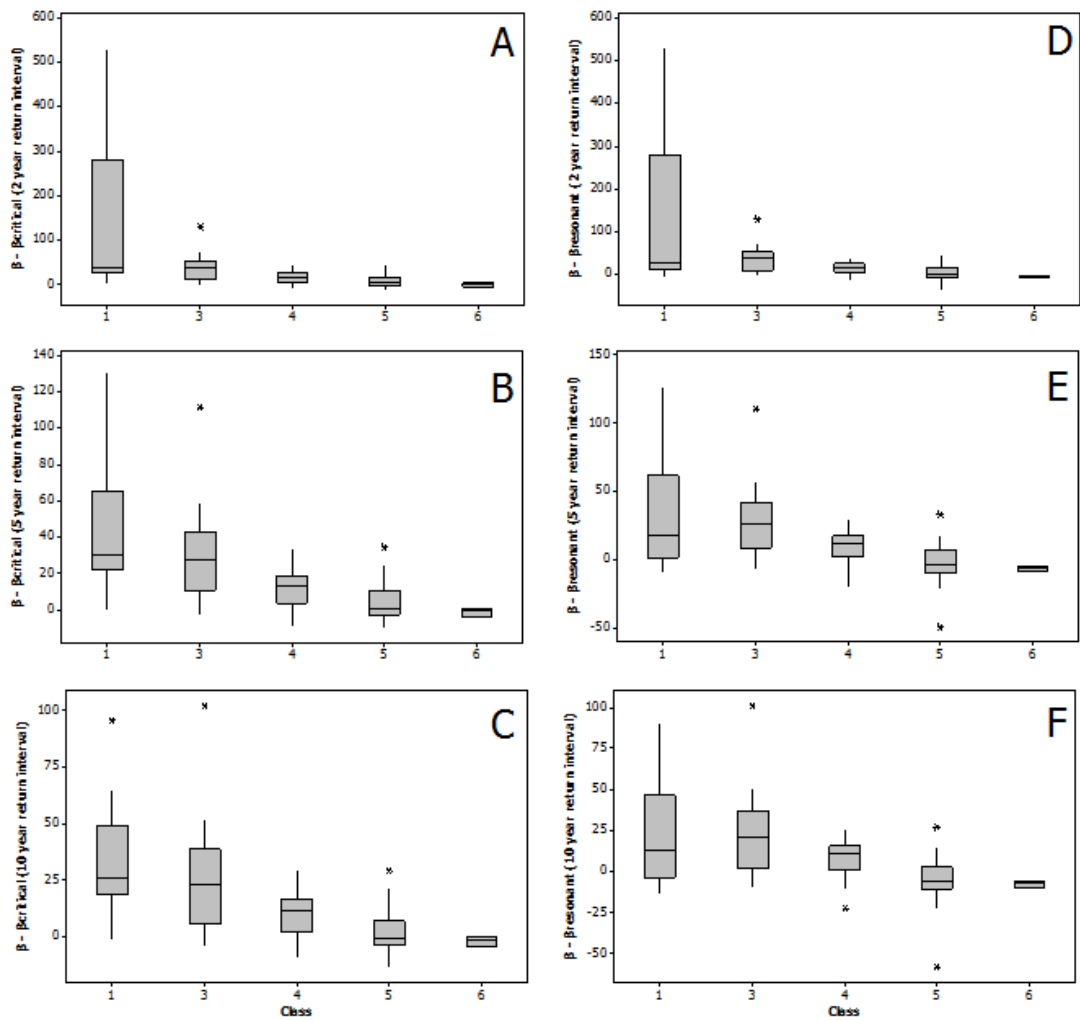 A
β - βcritical (2 year return interval)
600
500
400
300
200
100
0
1 3 4 5 6
D
β - βresonant (2 year return interval)
600
500
400
300
200
100
0
1 3 4 5 6
B
β - βcritical (5 year return interval)
140
120
100
80
60
40
20
0
1 3 4 5 6
E
β - βresonant (5 year return interval)
150
100
50
0
-50
1 3 4 5 6
C
β - βcritical (10 year return interval)
100
75
50
25
0
1 3 4 5 6
Class
F
β - βresonant (10 year return interval)
100
75
50
25
0
-25
-50
1 3 4 5 6
Class